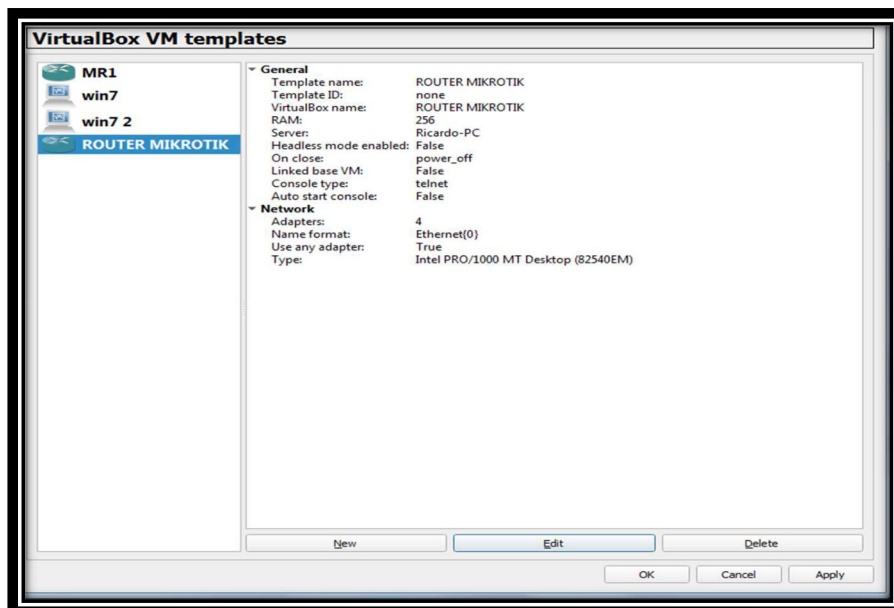 VirtualBox VM templates
MR1
win7
win7 2
ROUTER MIKROTIK
General
Template name: ROUTER MIKROTIK
Template ID: none
VirtualBox name: ROUTER MIKROTIK
RAM: 256
Server: Ricardo-PC
Headless mode enabled: False
On close: power_off
Linked base VM: False
Console type: telnet
Auto start console: False
Network
Adapters: 4
Name format: Ethernet{0}
Use any adapter: True
Type: Intel PRO/1000 MT Desktop (82540EM)
New Edit Delete
OK Cancel Apply